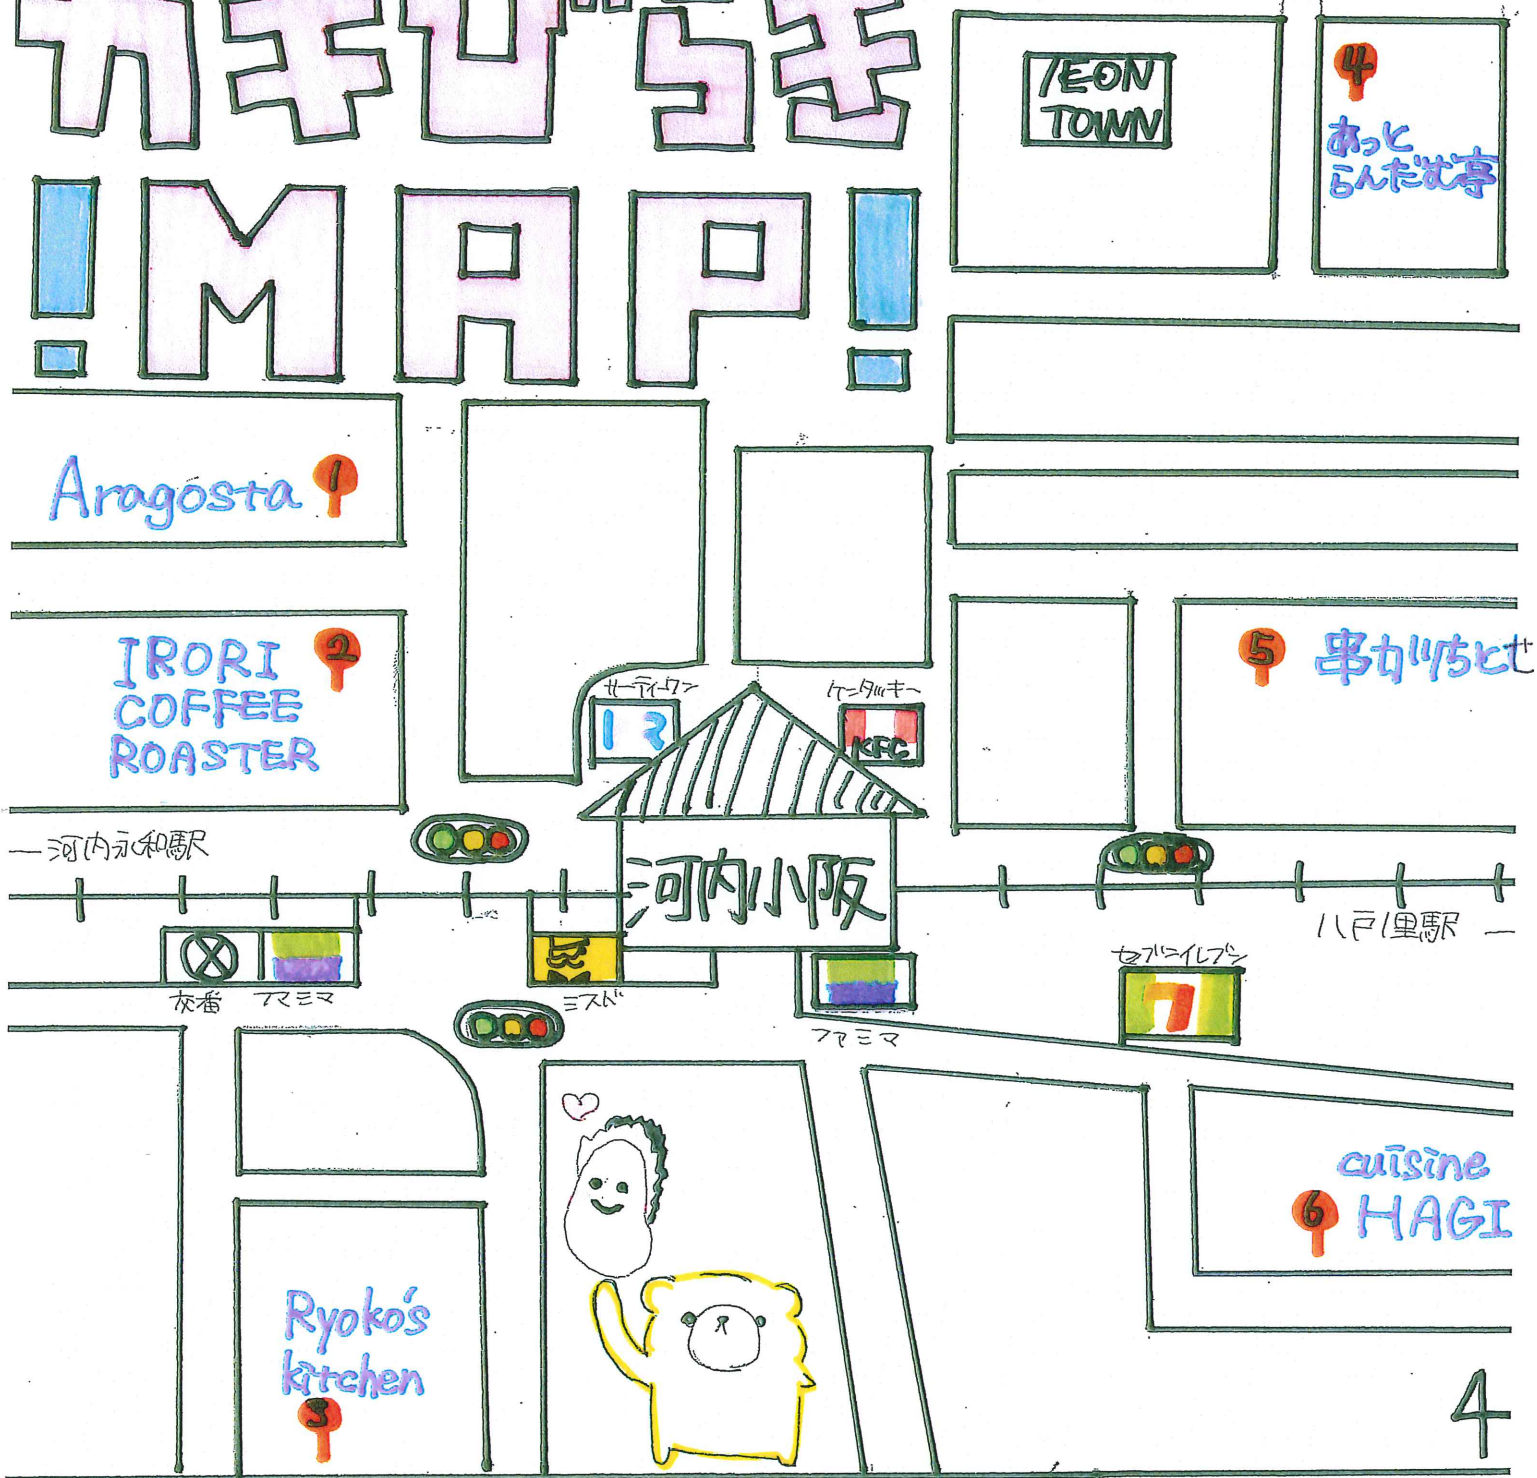 カキびらき
!MAP!
ÆON
TOWN
4
あっと
らんだむ亭
Aragosta
1
IRORI
COFFEE
ROASTER
2
5
串カツちとせ
サーティーワン
ケンタッキー
KFC
― 河内永和駅
河内小阪
八戸ノ里駅 ―
交番
ファミマ
ミスド
ファミマ
セブンイレブン
7
cuisine
HAGI
6
Ryoko's
kitchen
3
4